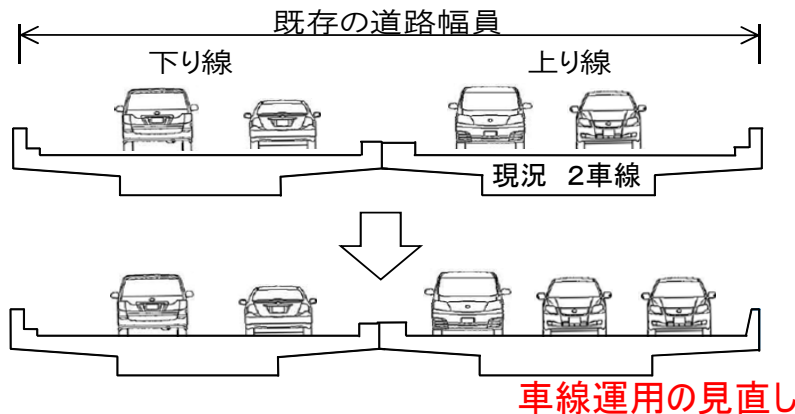 既存の道路幅員
下り線
上り線
現況　2車線
車線運用の見直し